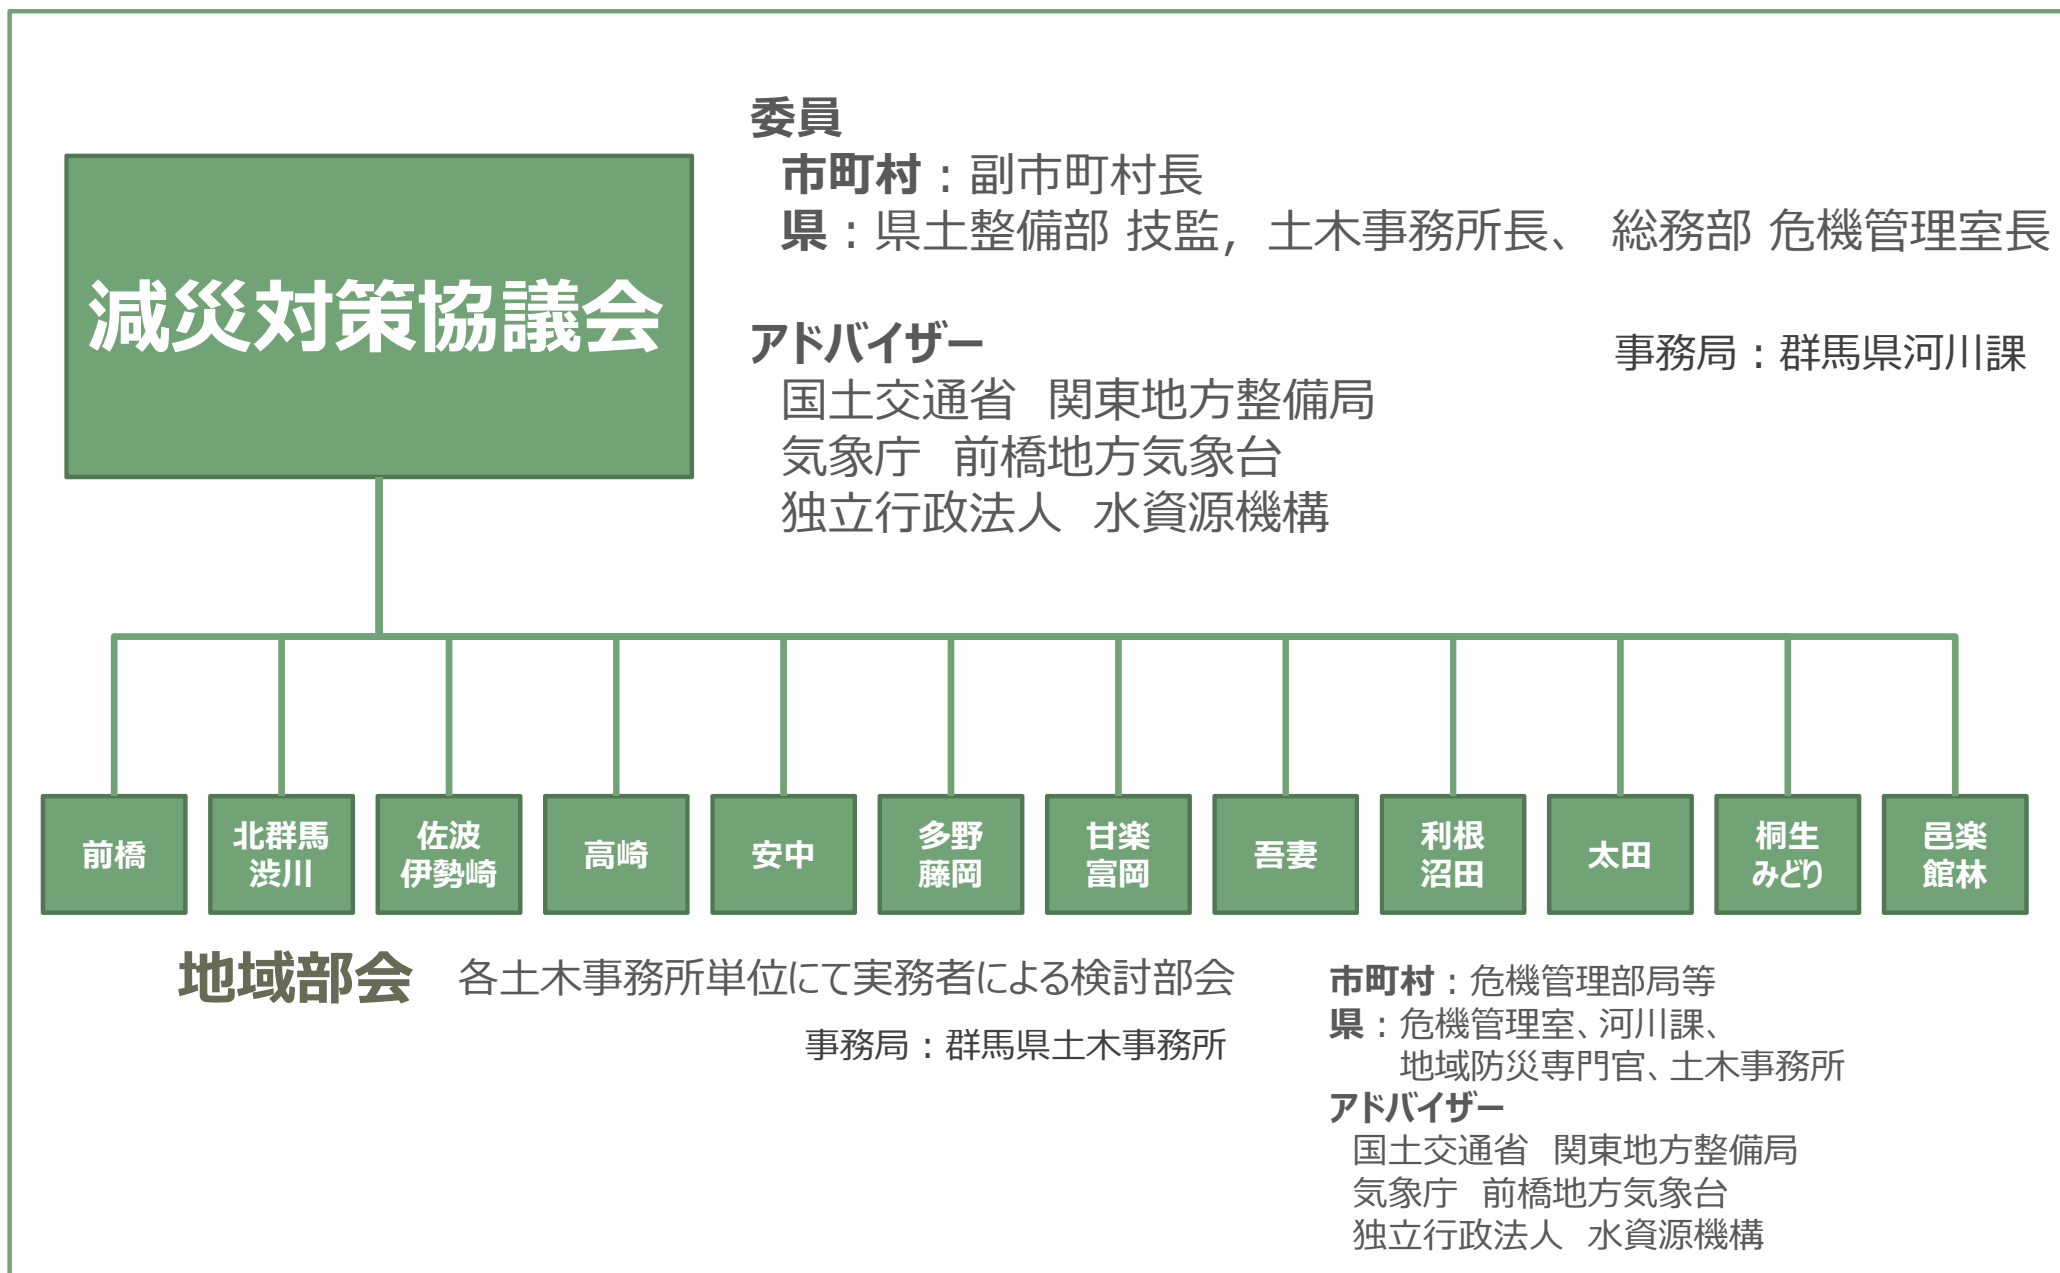 減災対策協議会
委員
市町村：副市町村長
県：県土整備部 技監, 土木事務所長、 総務部 危機管理室長
アドバイザー
国土交通省　関東地方整備局
気象庁　前橋地方気象台
独立行政法人　水資源機構
事務局：群馬県河川課
前橋
北群馬
渋川
佐波
伊勢崎
高崎
安中
多野
藤岡
甘楽
富岡
吾妻
利根
沼田
太田
桐生
みどり
邑楽
館林
地域部会　各土木事務所単位にて実務者による検討部会
事務局：群馬県土木事務所
市町村：危機管理部局等
県：危機管理室、河川課、
地域防災専門官、土木事務所
アドバイザー
国土交通省　関東地方整備局
気象庁　前橋地方気象台
独立行政法人　水資源機構